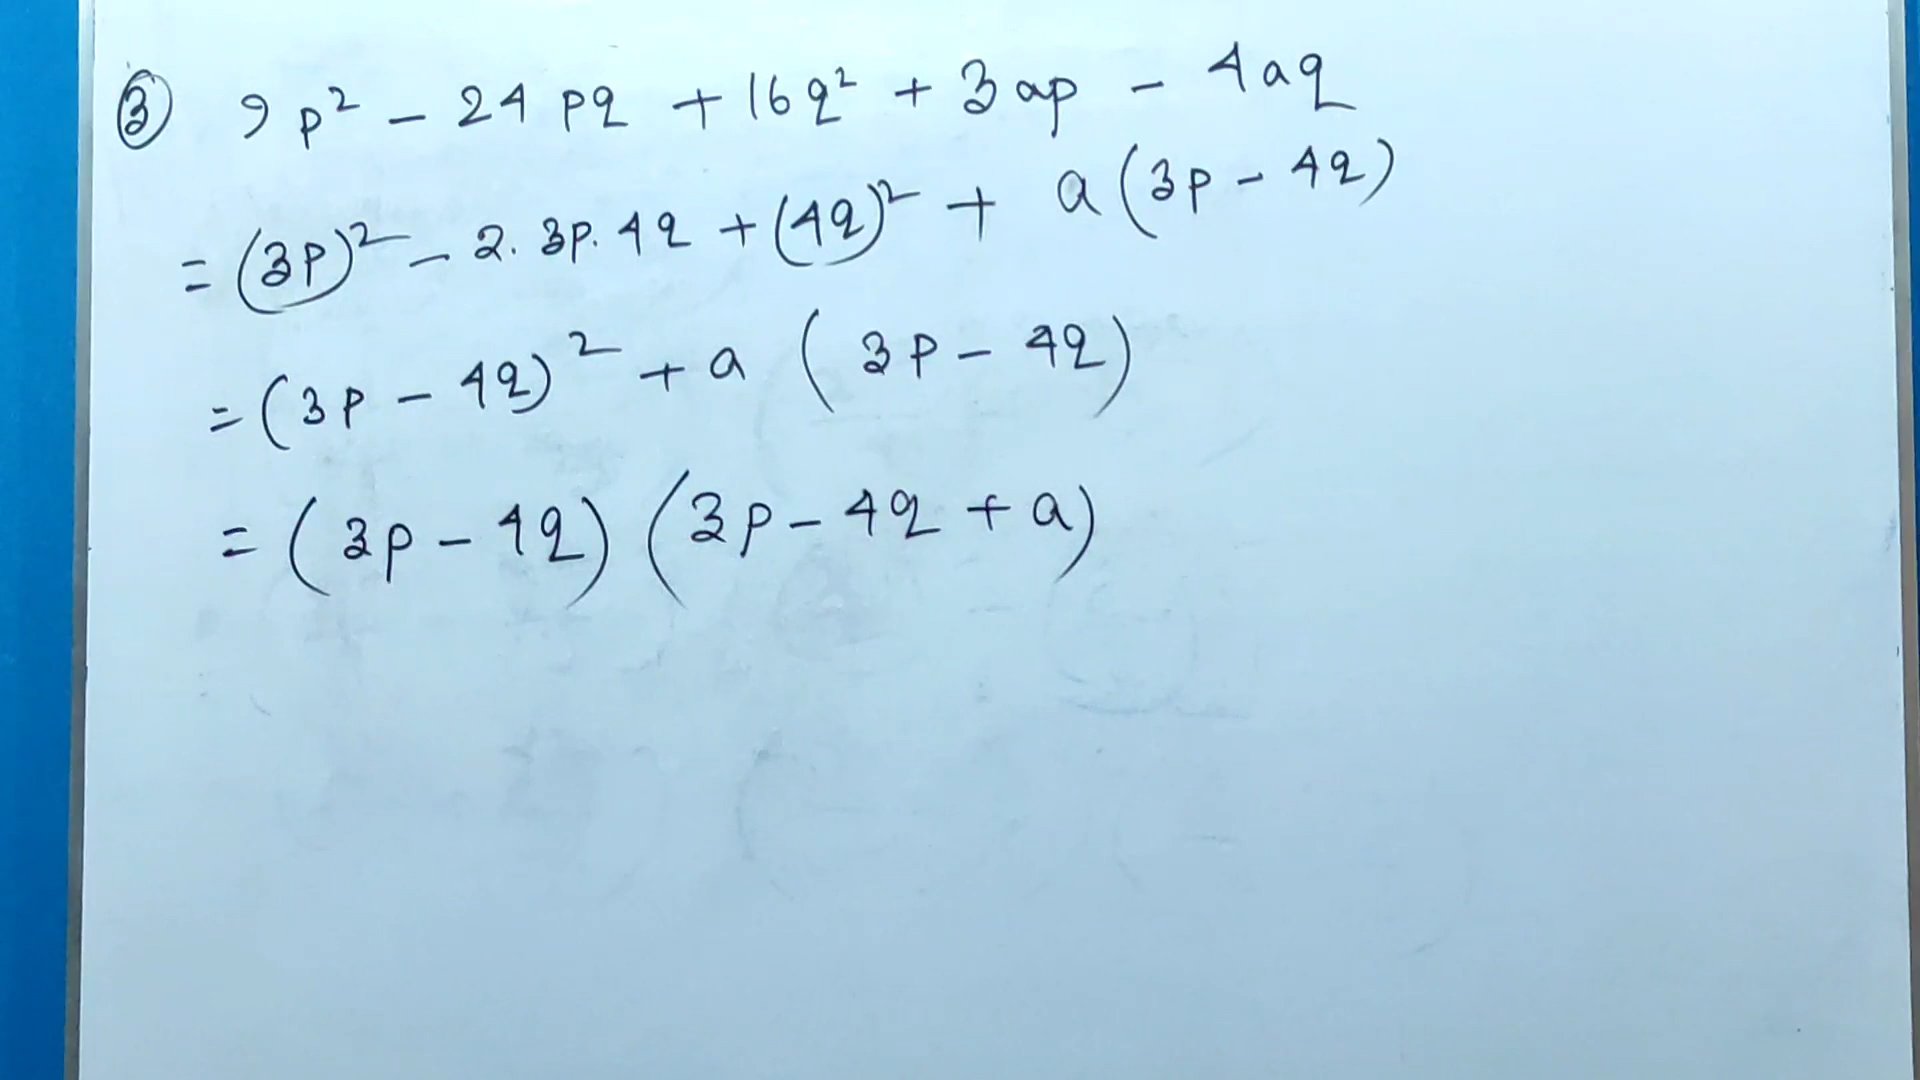 ③ 9p² - 24pq + 16q² + 3ap - 4aq
= (3p)² - 2. 3p. 4q + (4q)² + a(3p - 4q)
= (3p - 4q)² + a (3p - 4q)
= (3p - 4q) (3p - 4q + a)